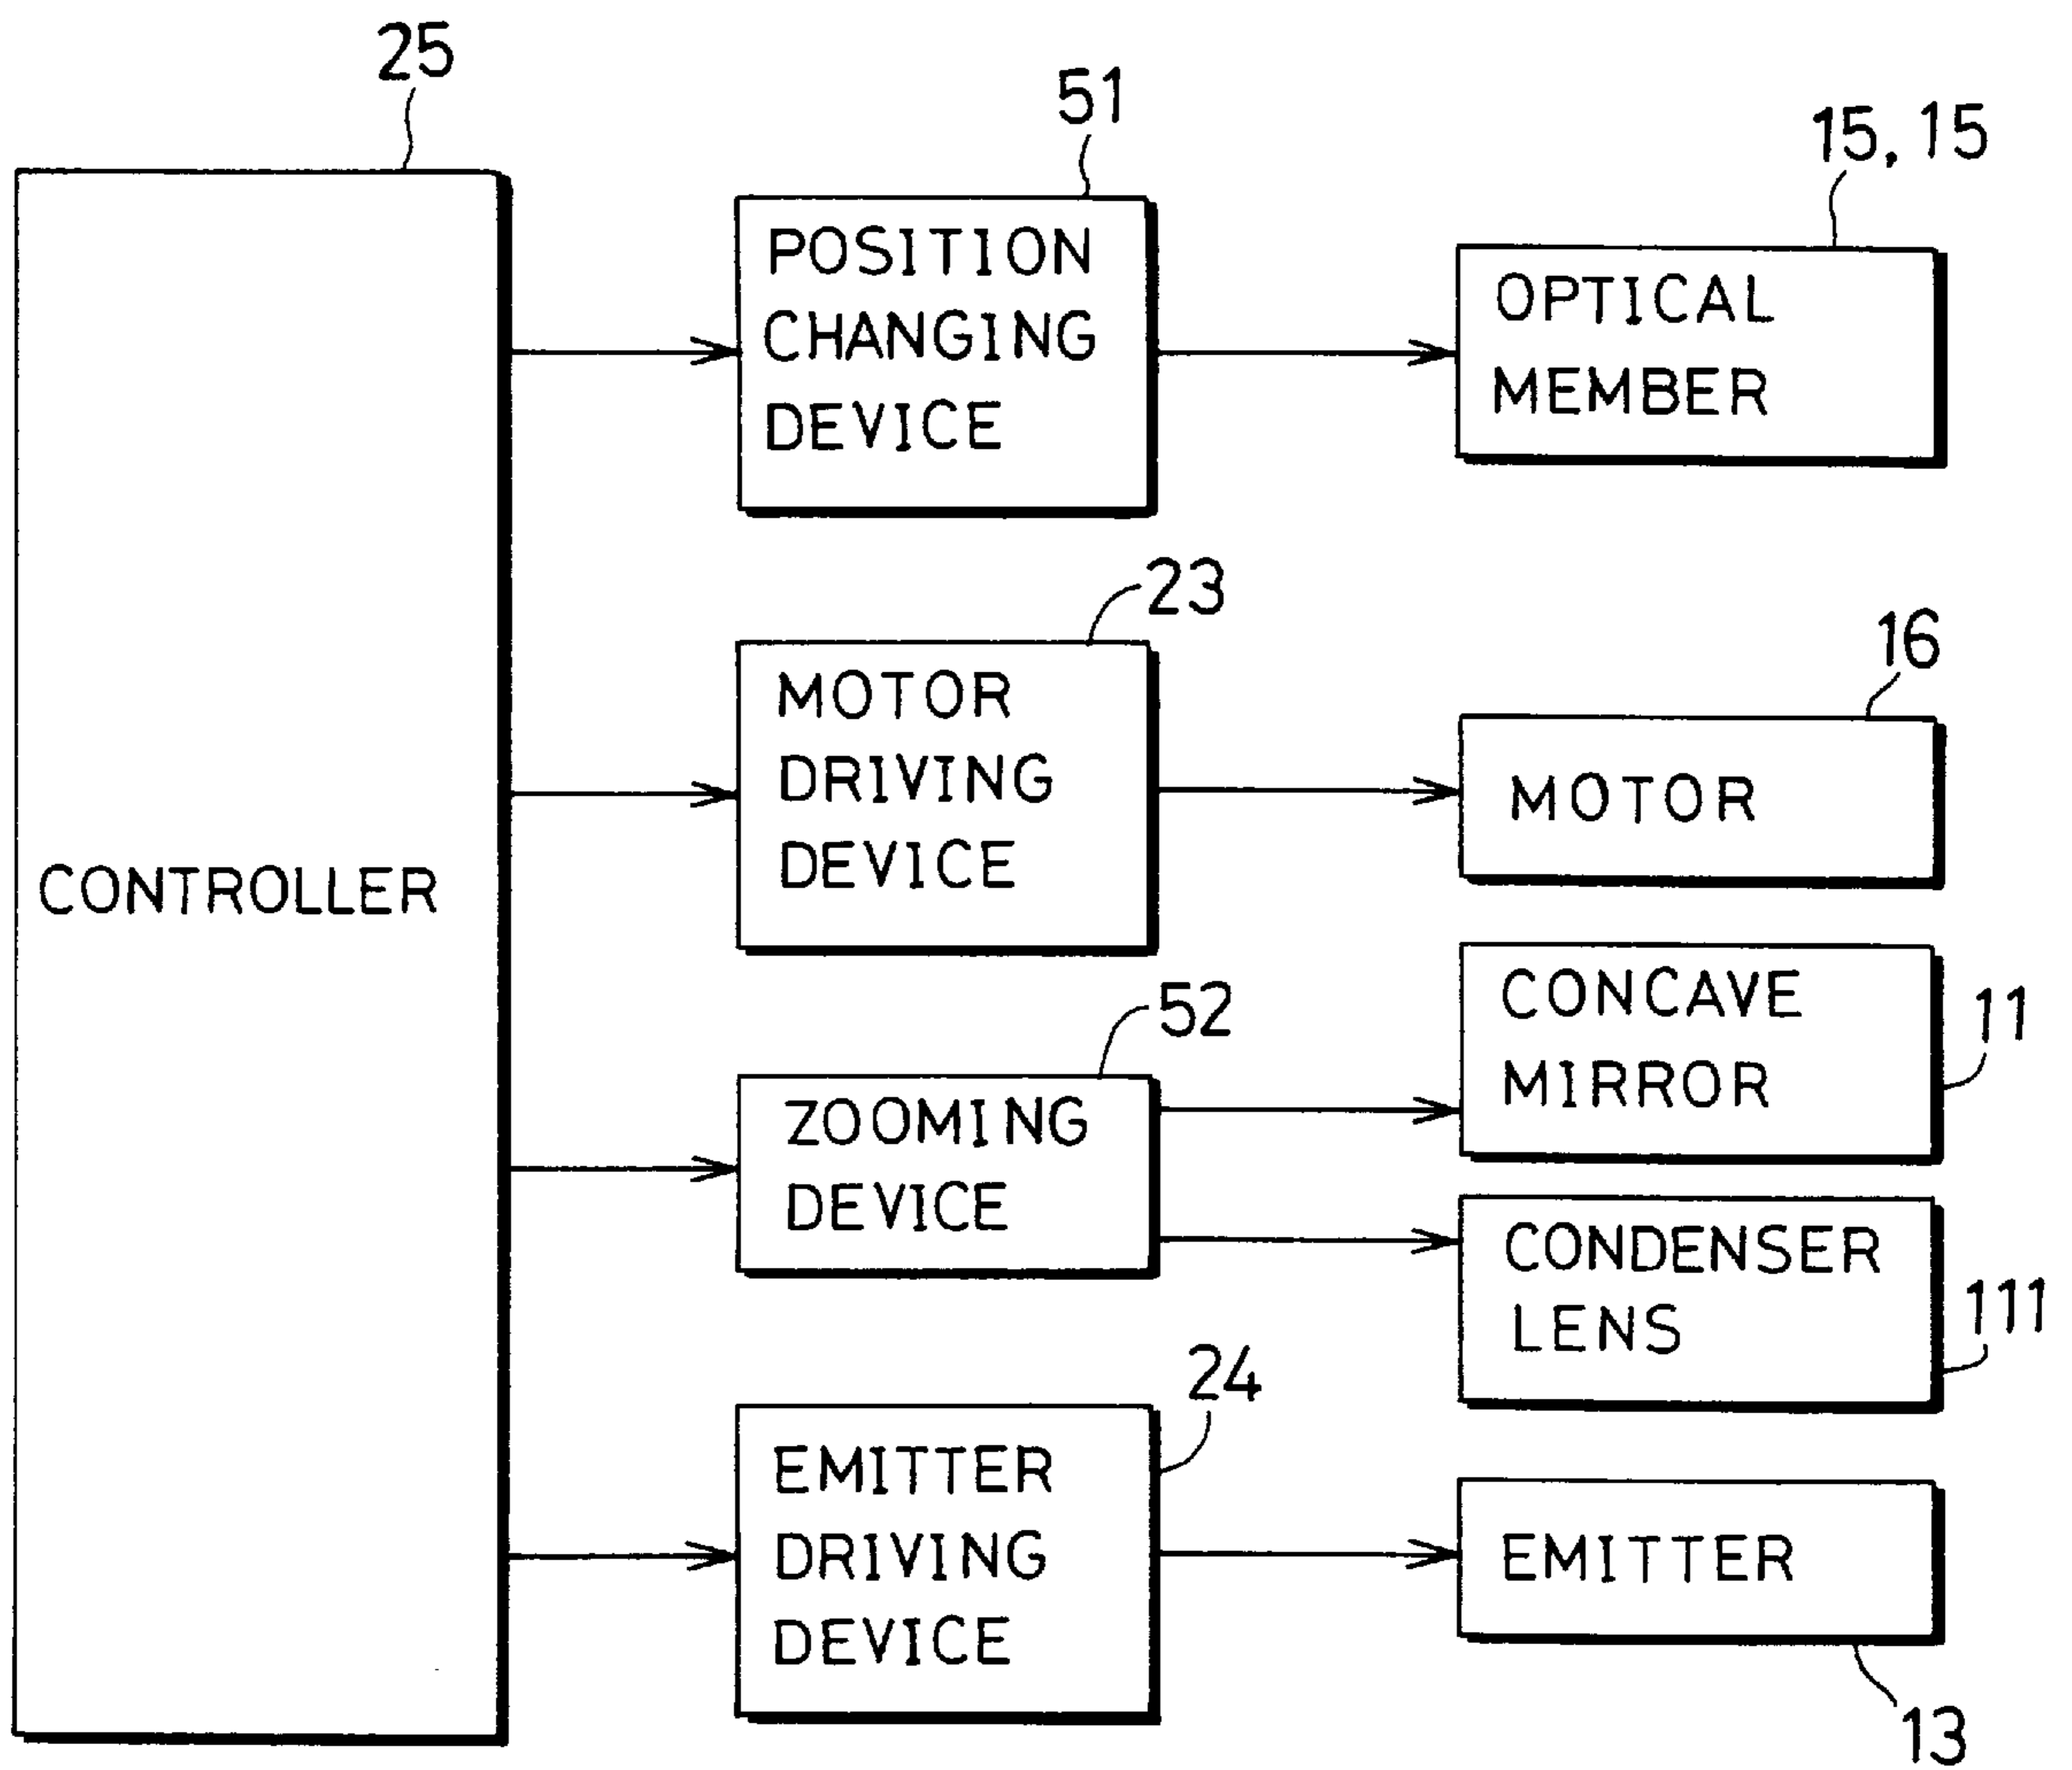 25
CONTROLLER
51
POSITION
CHANGING
DEVICE
15, 15
OPTICAL
MEMBER
23
MOTOR
DRIVING
DEVICE
16
MOTOR
52
ZOOMING
DEVICE
CONCAVE
MIRROR
11
CONDENSER
LENS
111
24
EMITTER
DRIVING
DEVICE
EMITTER
13